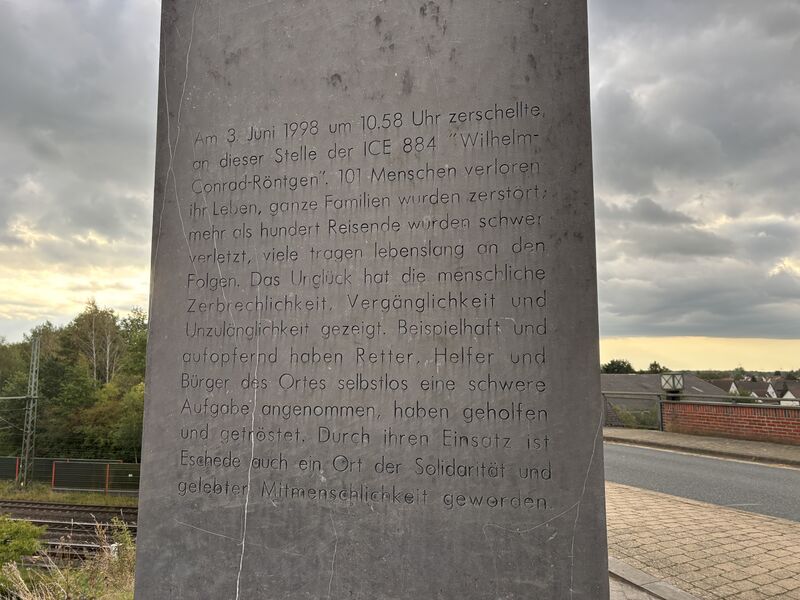 Am 3. Juni 1998 um 10.58 Uhr zerschellte
an dieser Stelle der ICE 884 "Wilhelm-
Conrad-Röntgen". 101 Menschen verloren
ihr Leben, ganze Familien wurden zerstört;
mehr als hundert Reisende wurden schwer
verletzt, viele tragen lebenslang an den
Folgen. Das Unglück hat die menschliche
Zerbrechlichkeit, Vergänglichkeit und
Unzulänglichkeit gezeigt. Beispielhaft und
aufopfernd haben Retter, Helfer und
Bürger des Ortes selbstlos eine schwere
Aufgabe angenommen, haben geholfen
und getröstet. Durch ihren Einsatz ist
Eschede auch ein Ort der Solidarität und
gelebter Mitmenschlichkeit geworden.